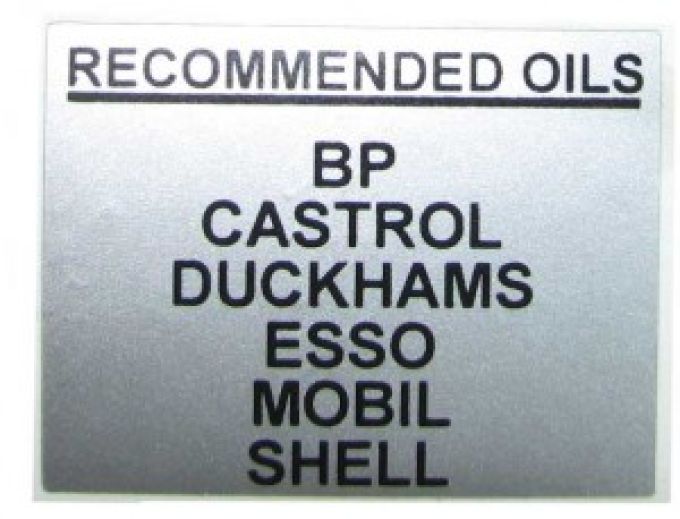 RECOMMENDED OILS
BP
CASTROL
DUCKHAMS
ESSO
MOBIL
SHELL